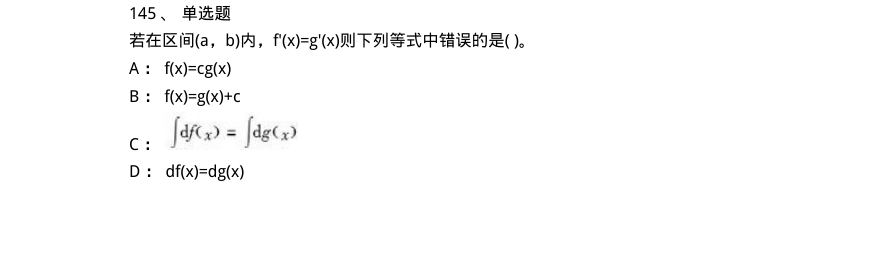 145 、 单选题
若在区间(a，b)内，f'(x)=g'(x)则下列等式中错误的是( )。
A ： f(x)=cg(x)
B ： f(x)=g(x)+c
C ： ∫df(x) = ∫dg(x)
D ： df(x)=dg(x)